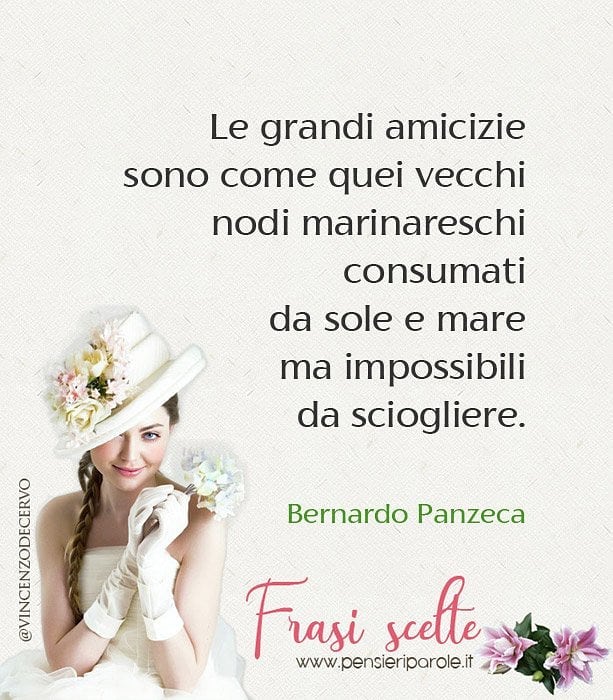 Le grandi amicizie
sono come quei vecchi
nodi marinareschi
consumati
da sole e mare
ma impossibili
da sciogliere.
Bernardo Panzeca
@VINCENZODECERVO
Frasi scelte
www.pensieriparole.it